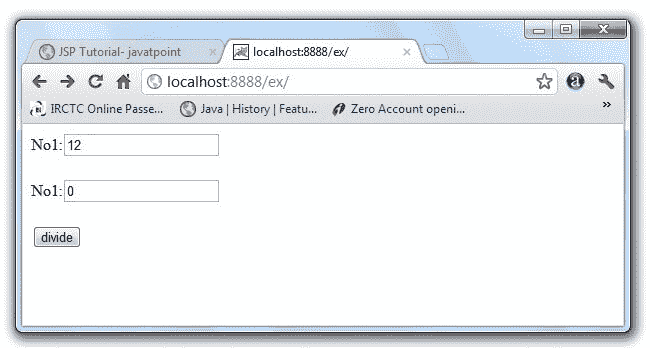 JSP Tutorial- javatpoint
localhost:8888/ex/
localhost:8888/ex/
IRCTC Online Passe...
Java | History | Featu...
Zero Account openi...
»
No1: 12
No1: 0
divide